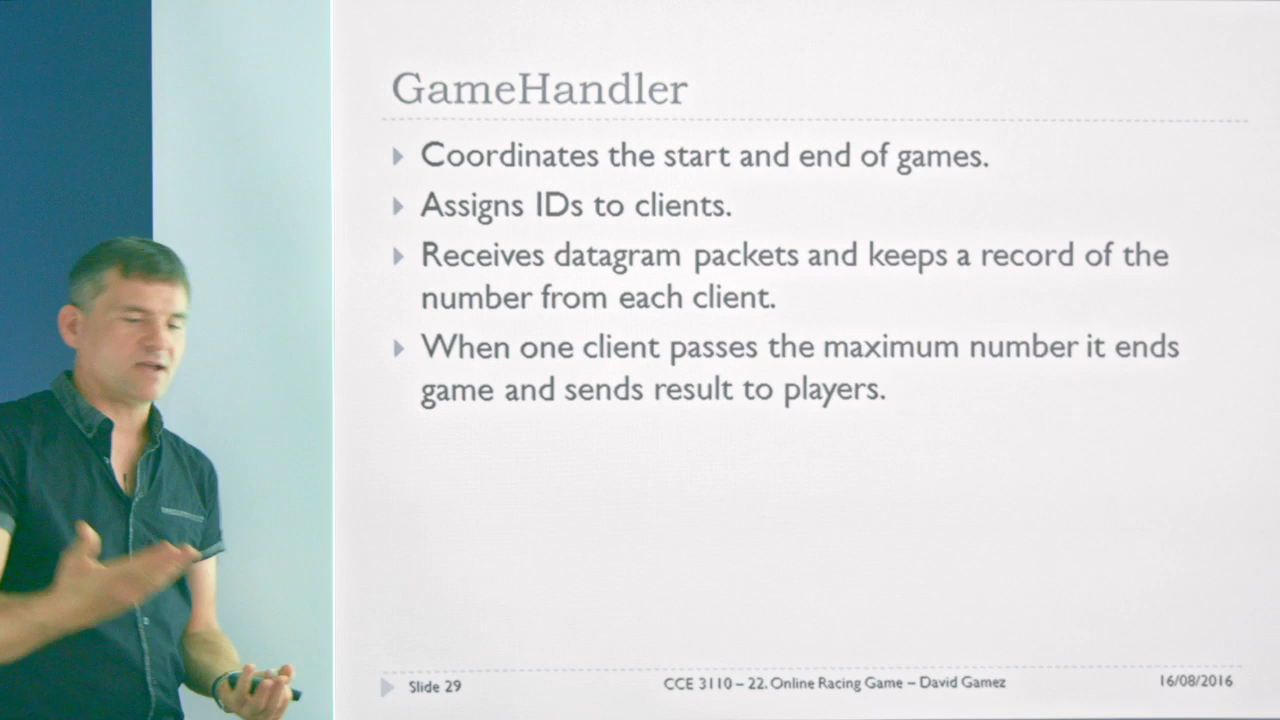 GameHandler
Coordinates the start and end of games.
Assigns IDs to clients.
Receives datagram packets and keeps a record of the
number from each client.
When one client passes the maximum number it ends
game and sends result to players.
Slide 29
CCE 3110 – 22. Online Racing Game – David Gamez
16/08/2016